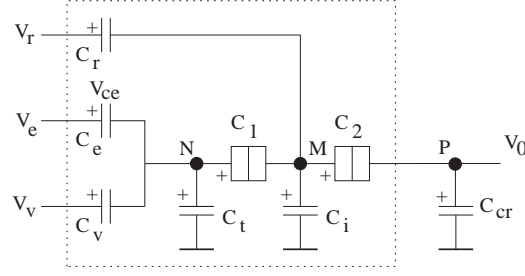 V_r + C_r
V_ce
V_e + C_e
N C_1 M C_2 P V_0
+ +
V_v + C_v
+ C_t + C_i + C_cr